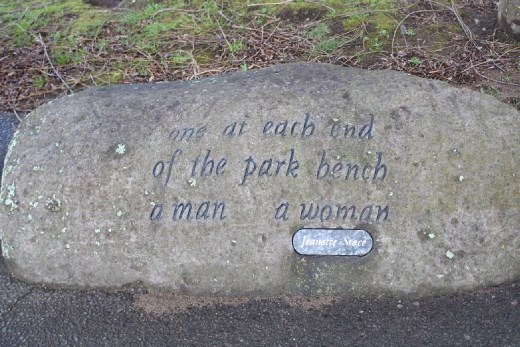 one at each end
of the park bench
a man a woman
Jeanette Stace